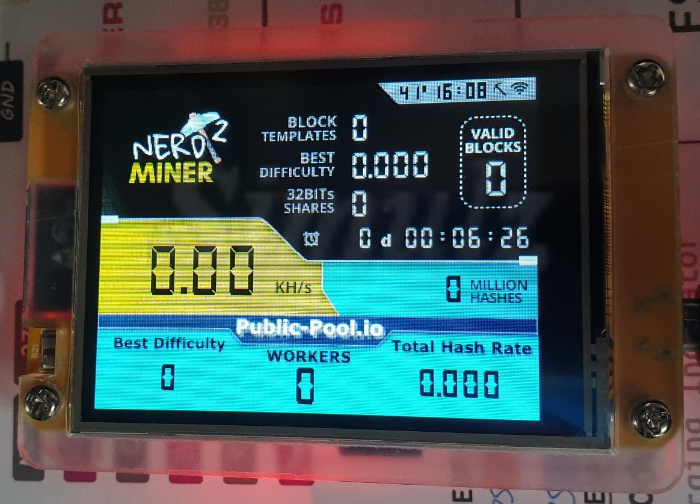 GND
41° 16:08
NERD 2
MINER
BLOCK
TEMPLATES 0
BEST
DIFFICULTY 0.000
32BITs
SHARES 0
VALID
BLOCKS
0
0 d 00:06:26
0.00 KH/s
0 MILLION
HASHES
Public-Pool.io
Best Difficulty
0
WORKERS
0
Total Hash Rate
0.000